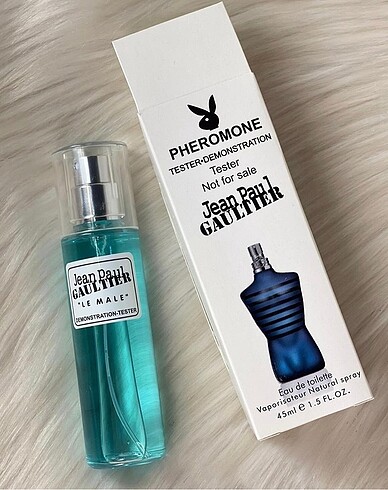 PHEROMONE
TESTER•DEMONSTRATION
Tester
Not for sale
Jean Paul
GAULTIER
Eau de toilette
Vaporisateur Natural spray
45ml e 1.5 FL.OZ.
Jean Paul
GAULTIER
"LE MALE"
DEMONSTRATION-TESTER